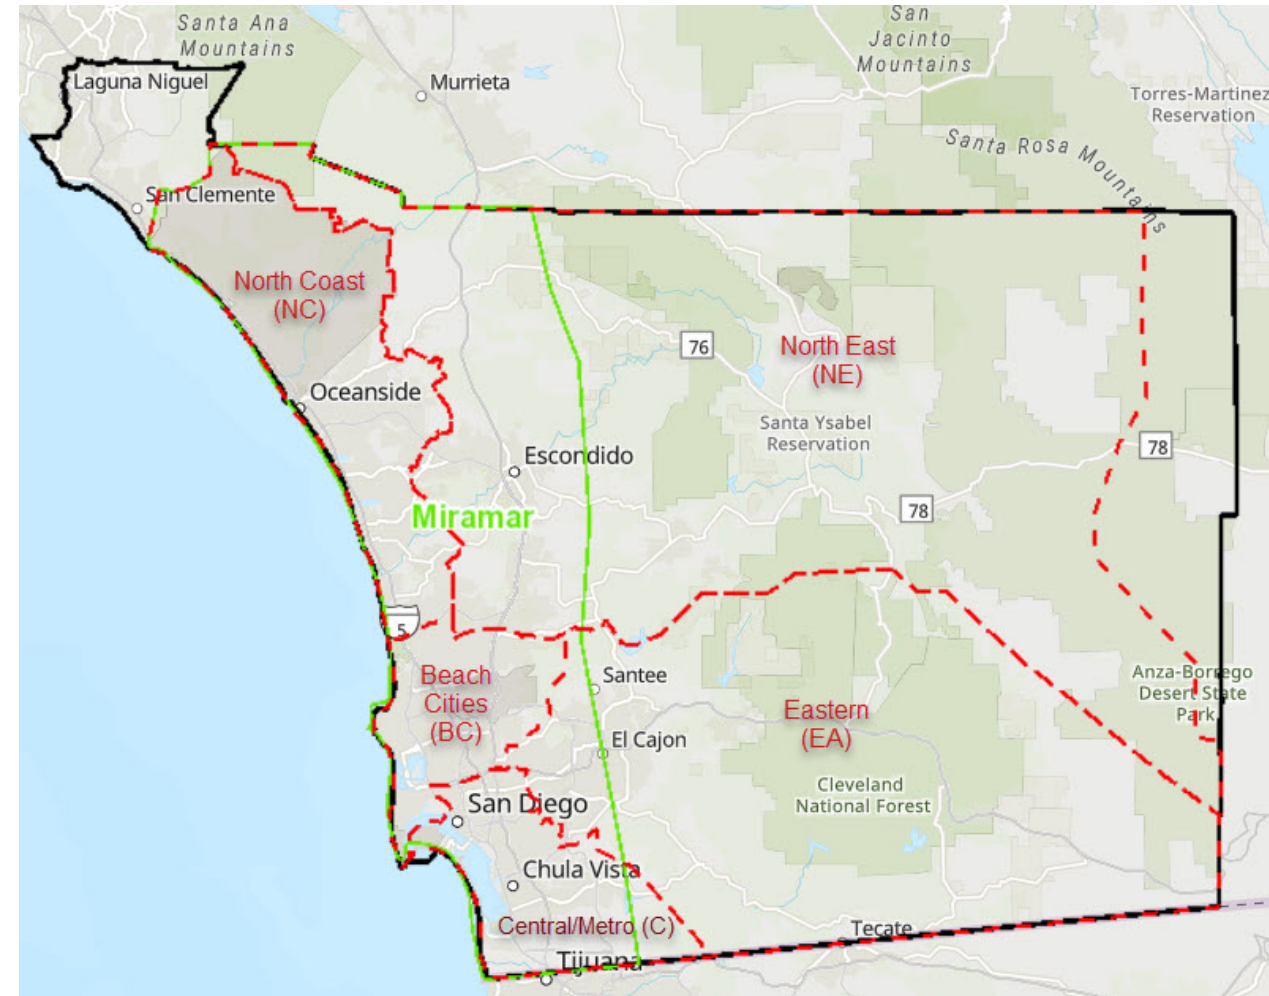 Santa Ana
Mountains
San
Jacinto
Mountains
Laguna Niguel
Murrieta
Torres-Martinez
Reservation
Santa Rosa Mountains
San Clemente
North Coast
(NC)
76
North East
(NE)
Oceanside
Santa Ysabel
Reservation
78
Escondido
78
Miramar
5
Beach
Cities
(BC)
Santee
Anza-Borrego
Desert State
Park
Eastern
(EA)
El Cajon
Cleveland
National Forest
San Diego
Chula Vista
Central/Metro (C)
Tecate
Tijuana